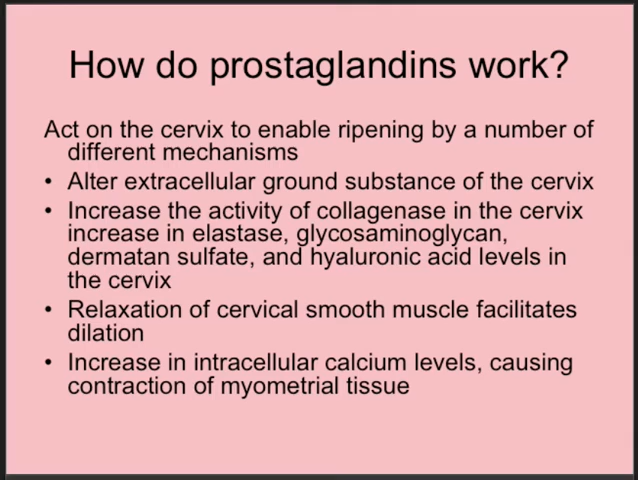 How do prostaglandins work?
Act on the cervix to enable ripening by a number of
different mechanisms
• Alter extracellular ground substance of the cervix
• Increase the activity of collagenase in the cervix
increase in elastase, glycosaminoglycan,
dermatan sulfate, and hyaluronic acid levels in
the cervix
• Relaxation of cervical smooth muscle facilitates
dilation
• Increase in intracellular calcium levels, causing
contraction of myometrial tissue